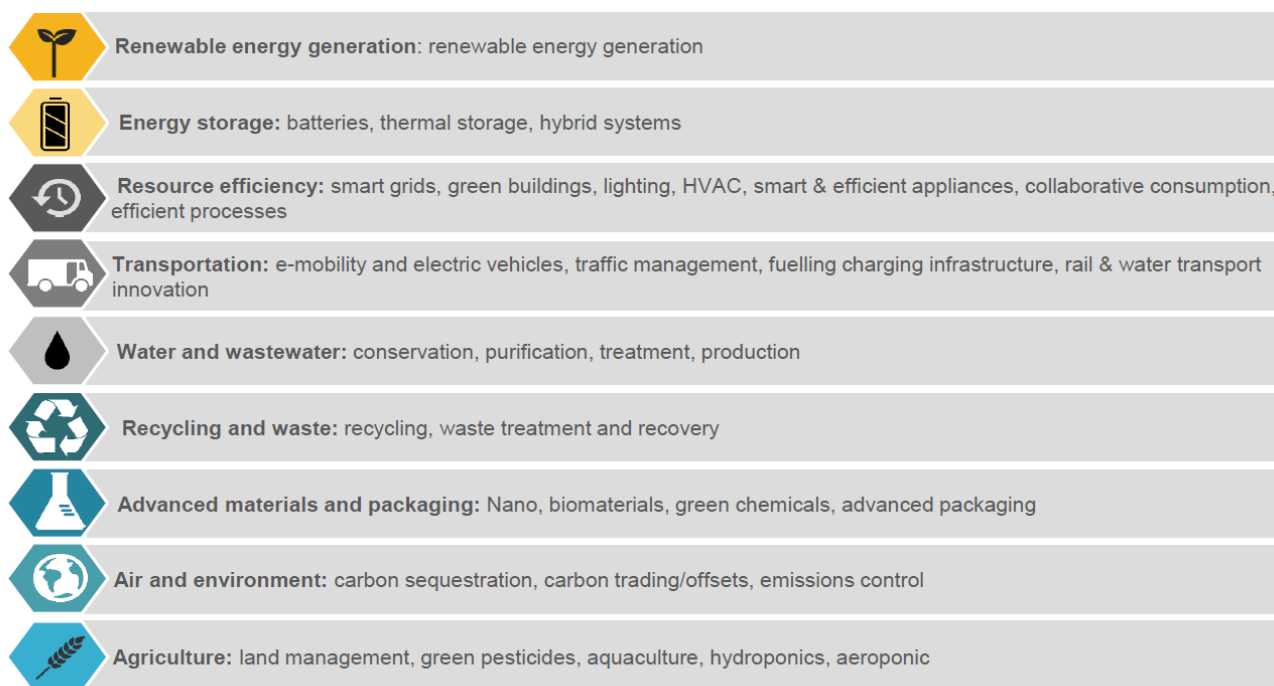 Renewable energy generation: renewable energy generation
Energy storage: batteries, thermal storage, hybrid systems
Resource efficiency: smart grids, green buildings, lighting, HVAC, smart & efficient appliances, collaborative consumption,
efficient processes
Transportation: e-mobility and electric vehicles, traffic management, fuelling charging infrastructure, rail & water transport
innovation
Water and wastewater: conservation, purification, treatment, production
Recycling and waste: recycling, waste treatment and recovery
Advanced materials and packaging: Nano, biomaterials, green chemicals, advanced packaging
Air and environment: carbon sequestration, carbon trading/offsets, emissions control
Agriculture: land management, green pesticides, aquaculture, hydroponics, aeroponic